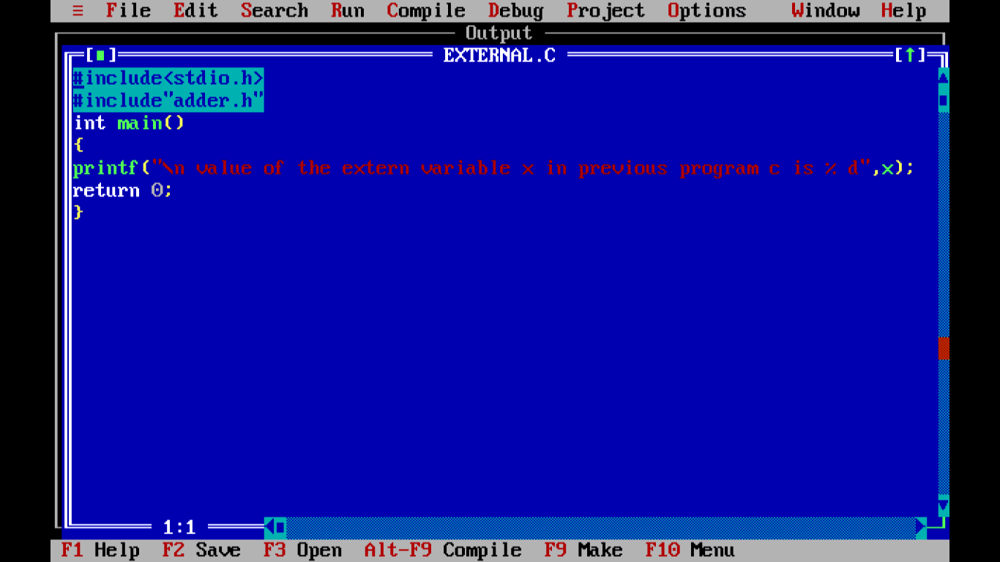 ≡ File Edit Search Run Compile Debug Project Options Window Help
Output
[■] EXTERNAL.C [↑]
#include<stdio.h>
#include"adder.h"
int main()
{
printf("\n value of the extern variable x in previous program c is % d",x);
return 0;
}
1:1
F1 Help F2 Save F3 Open Alt-F9 Compile F9 Make F10 Menu